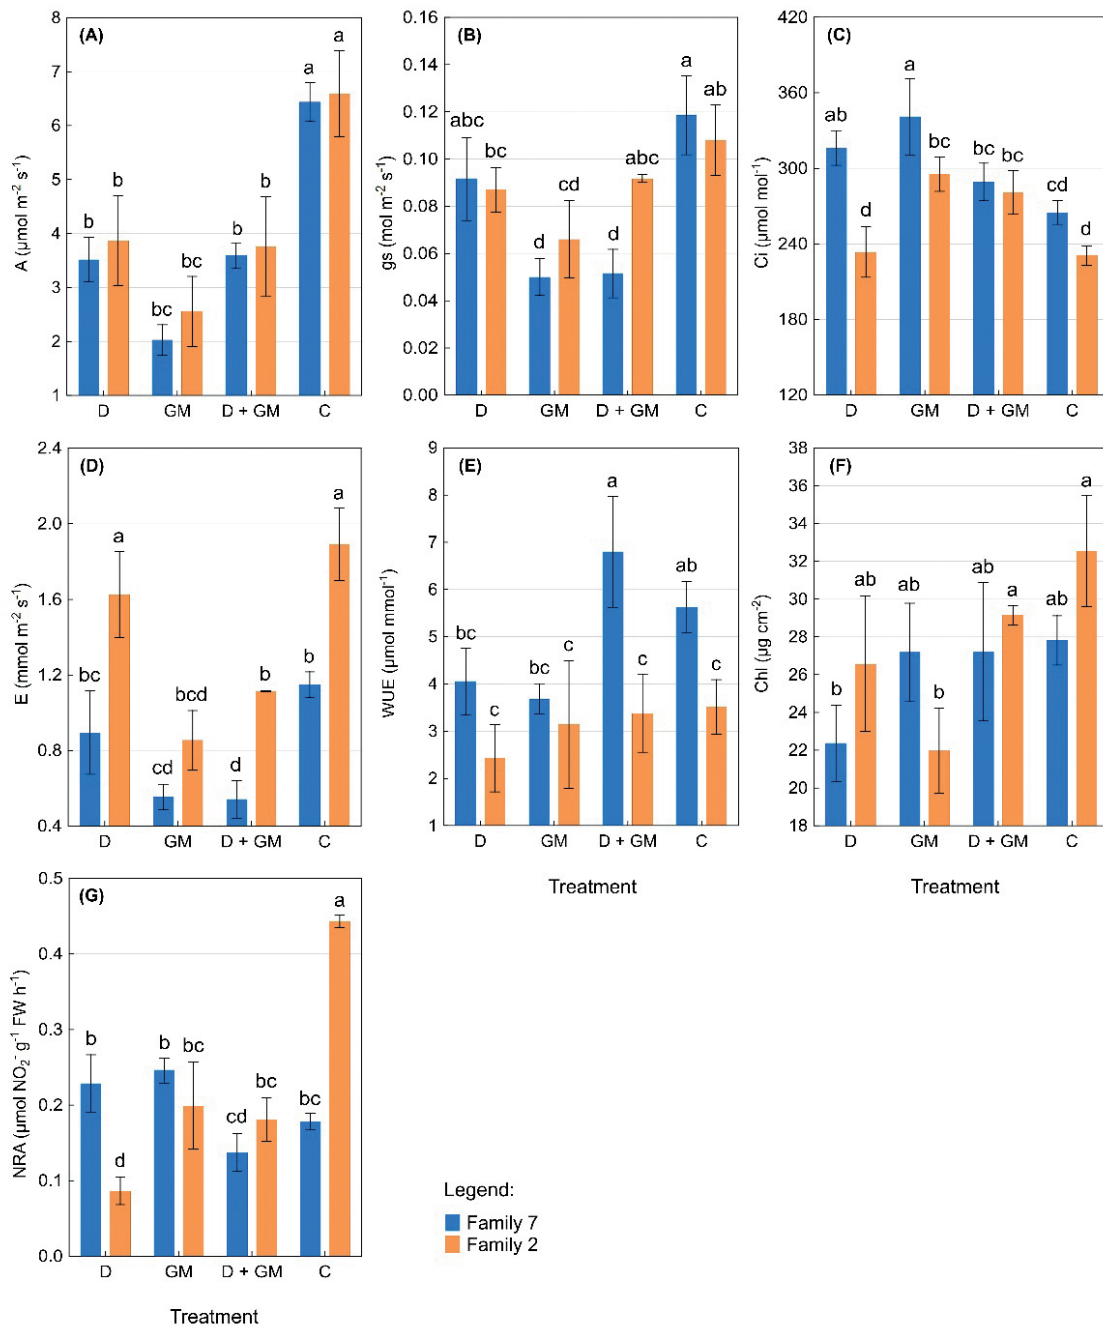 (A)
8
7
6
5
4
3
2
1
A (µmol m⁻² s⁻¹)
b
b
bc
bc
b
b
a
a
D GM D + GM C
(B)
0.16
0.14
0.12
0.10
0.08
0.06
0.04
0.02
0.00
gs (mol m⁻² s⁻¹)
abc
bc
d
cd
d
abc
a
ab
D GM D + GM C
(C)
420
360
300
240
180
120
Ci (µmol mol⁻¹)
ab
d
a
bc
bc
bc
cd
d
D GM D + GM C
(D)
2.4
2.0
1.6
1.2
0.8
0.4
E (mmol m⁻² s⁻¹)
bc
a
cd
bcd
d
b
b
a
D GM D + GM C
(E)
9
8
7
6
5
4
3
2
1
WUE (µmol mmol⁻¹)
bc
c
bc
c
a
c
ab
c
D GM D + GM C
Treatment
(F)
38
36
34
32
30
28
26
24
22
20
18
Chl (µg cm⁻²)
b
ab
ab
b
ab
a
ab
a
D GM D + GM C
Treatment
(G)
0.5
0.4
0.3
0.2
0.1
0.0
NRA (µmol NO₂⁻ g⁻¹ FW h⁻¹)
b
d
b
bc
cd
bc
bc
a
D GM D + GM C
Treatment
Legend:
Family 7
Family 2